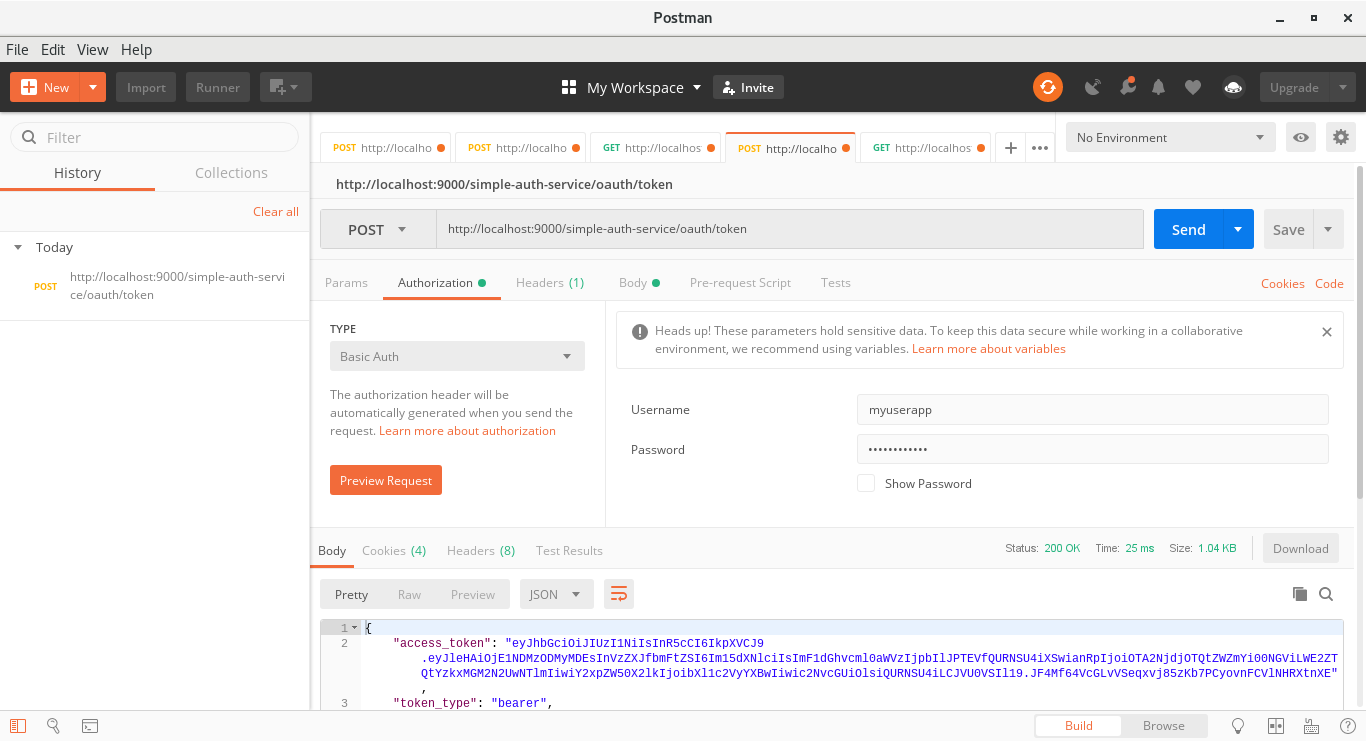 Postman
File Edit View Help
New Import Runner My Workspace Invite Upgrade
Filter
History Collections
Clear all
Today
POST http://localhost:9000/simple-auth-servi
ce/oauth/token
POST http://localho POST http://localho GET http://localhos POST http://localho GET http://localhos No Environment
http://localhost:9000/simple-auth-service/oauth/token
POST http://localhost:9000/simple-auth-service/oauth/token Send Save
Params Authorization Headers (1) Body Pre-request Script Tests Cookies Code
TYPE
Basic Auth
The authorization header will be
automatically generated when you send the
request. Learn more about authorization
Preview Request
Heads up! These parameters hold sensitive data. To keep this data secure while working in a collaborative
environment, we recommend using variables. Learn more about variables
Username myuserapp
Password ••••••••••••
Show Password
Body Cookies (4) Headers (8) Test Results Status: 200 OK Time: 25 ms Size: 1.04 KB Download
Pretty Raw Preview JSON
1 {
2 "access_token": "eyJhbGciOiJIUzI1NiIsInR5cCI6IkpXVCJ9
.eyJleHAiOjE1NDMzODMyMDEsInVzZXJfbmFtZSI6Im15dXNlciIsImF1dGhvcml0aWVzIjpbIlJPTEVfQURNSU4iXSwianRpIjoiOTA2NjdjOTQtZWZmYi00NGViLWE2ZT
QtYzkxMGM2N2UwNTlmIiwiY2xpZW50X2lkIjoibXl1c2VyYXBwIiwic2NvcGUiOlsiQURNSU4iLCJVU0VSIl19.JF4Mf64VcGLvVSeqxvj85zKb7PCyovnFCVlNHRXtnXE"
,
3 "token_type": "bearer",
Build Browse